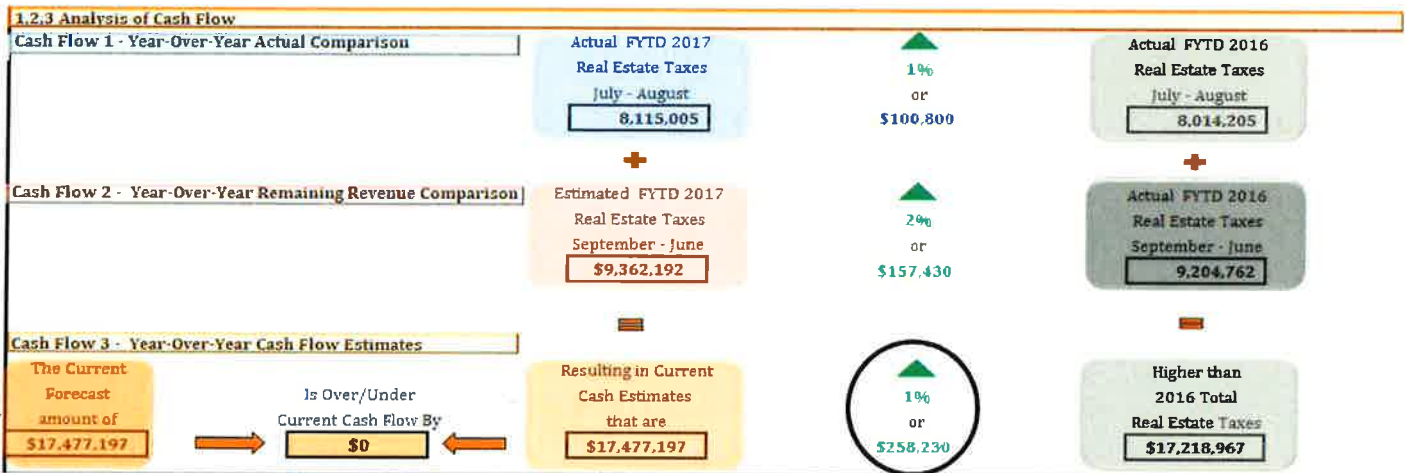 1.2.3 Analysis of Cash Flow
Cash Flow 1 - Year-Over-Year Actual Comparison
Actual FYTD 2017
Real Estate Taxes
July - August
8,115,005
1%
or
$100,800
Actual FYTD 2016
Real Estate Taxes
July - August
8,014,205
Cash Flow 2 - Year-Over-Year Remaining Revenue Comparison
Estimated FYTD 2017
Real Estate Taxes
September - June
$9,362,192
2%
or
$157,430
Actual FYTD 2016
Real Estate Taxes
September - June
9,204,762
Cash Flow 3 - Year-Over-Year Cash Flow Estimates
The Current
Forecast
amount of
$17,477,197
Is Over/Under
Current Cash Flow By
$0
Resulting in Current
Cash Estimates
that are
$17,477,197
1%
or
$258,230
Higher than
2016 Total
Real Estate Taxes
$17,218,967